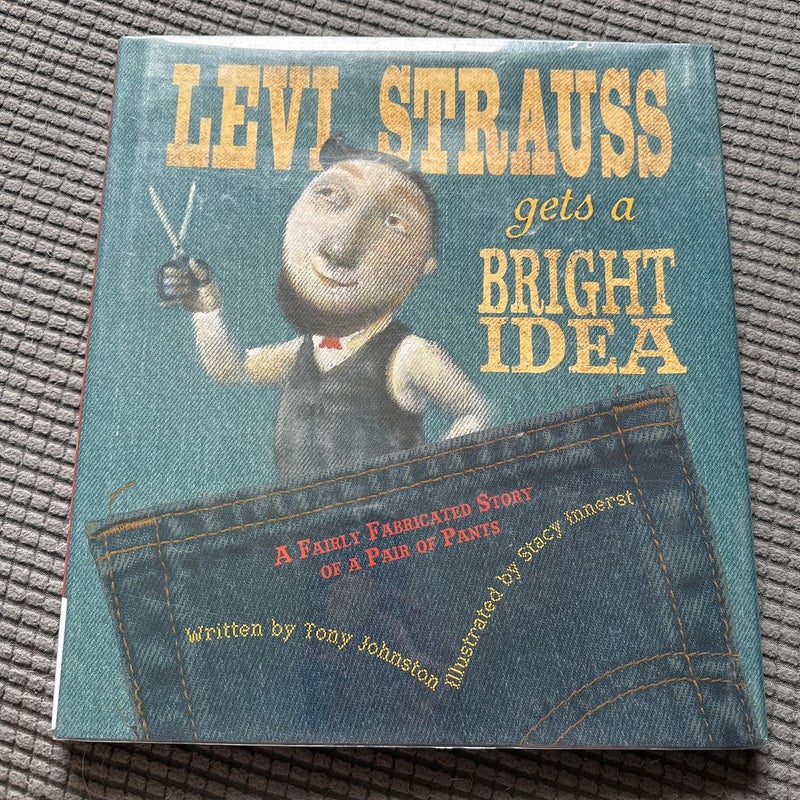 LEVI STRAUSS
gets a
BRIGHT
IDEA
A FAIRLY FABRICATED STORY
OF A PAIR OF PANTS
Written by Tony Johnston
Illustrated by Stacy Innerst